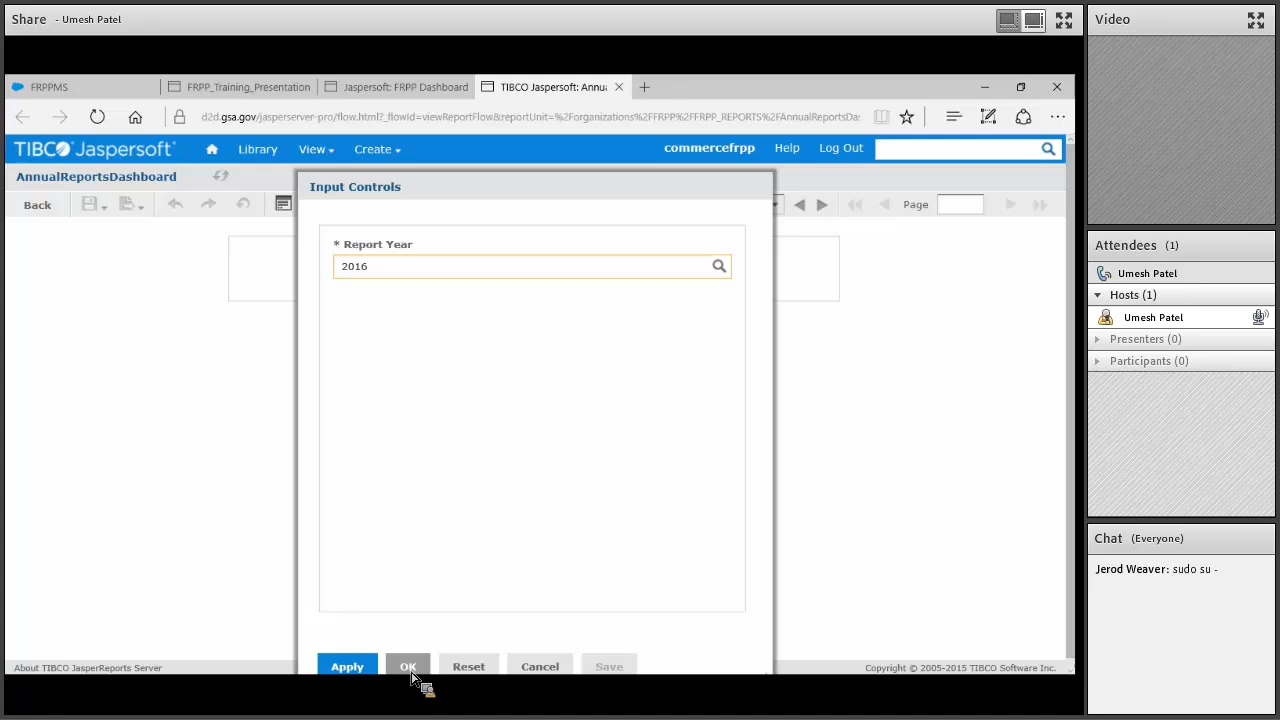 Share - Umesh Patel
Video
FRPPMS
FRPP_Training_Presentation
Jaspersoft: FRPP Dashboard
TIBCO Jaspersoft: Annua
d2d.gsa.gov/jasperserver-pro/flow.html?_flowId=viewReportFlow&reportUnit=%2Forganizations%2FFRPP%2FFRPP_REPORTS%2FAnnualReportsDas
TIBCO Jaspersoft™
Library
View
Create
commercefrpp
Help
Log Out
AnnualReportsDashboard
Back
Page
Input Controls
* Report Year
2016
Apply
OK
Reset
Cancel
Save
About TIBCO JasperReports Server
Copyright © 2005-2015 TIBCO Software Inc.
Attendees (1)
Umesh Patel
Hosts (1)
Umesh Patel
Presenters (0)
Participants (0)
Chat (Everyone)
Jerod Weaver: sudo su -